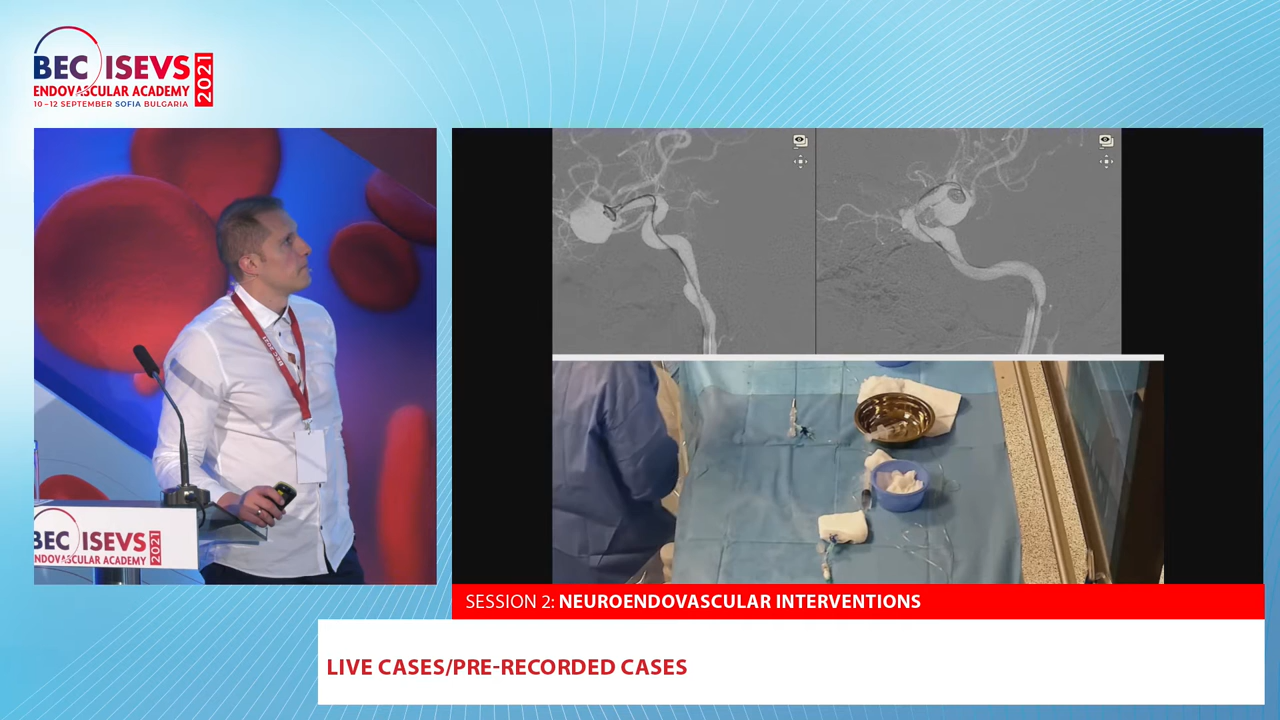 BEC ISEVS
2021
ENDOVASCULAR ACADEMY
10–12 SEPTEMBER SOFIA BULGARIA
BEC ISEVS
2021
ENDOVASCULAR ACADEMY
SESSION 2: NEUROENDOVASCULAR INTERVENTIONS
LIVE CASES/PRE-RECORDED CASES